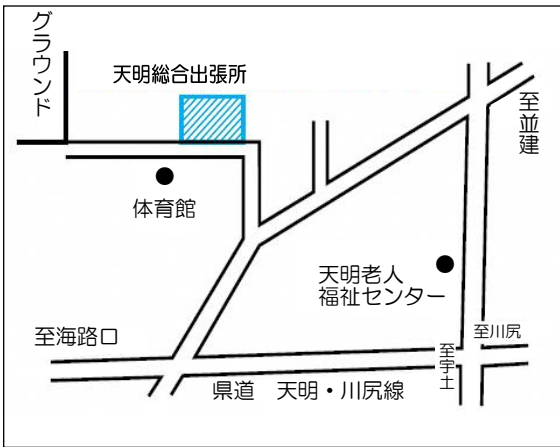 グラウンド
天明総合出張所
至並建
体育館
天明老人
福祉センター
至海路口
至川尻
至宇土
県道 天明・川尻線